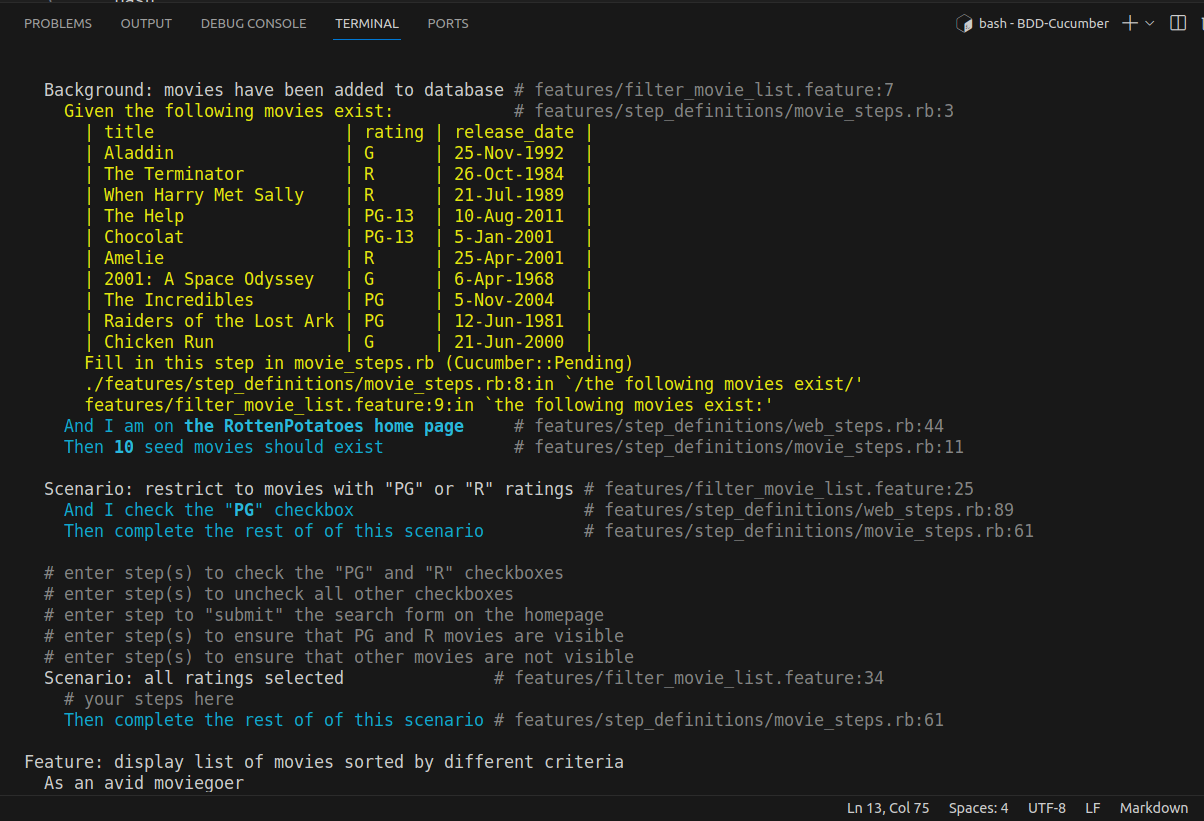 PROBLEMS OUTPUT DEBUG CONSOLE TERMINAL PORTS bash - BDD-Cucumber
Background: movies have been added to database # features/filter_movie_list.feature:7
Given the following movies exist: # features/step_definitions/movie_steps.rb:3
| title | rating | release_date |
| Aladdin | G | 25-Nov-1992 |
| The Terminator | R | 26-Oct-1984 |
| When Harry Met Sally | R | 21-Jul-1989 |
| The Help | PG-13 | 10-Aug-2011 |
| Chocolat | PG-13 | 5-Jan-2001 |
| Amelie | R | 25-Apr-2001 |
| 2001: A Space Odyssey | G | 6-Apr-1968 |
| The Incredibles | PG | 5-Nov-2004 |
| Raiders of the Lost Ark | PG | 12-Jun-1981 |
| Chicken Run | G | 21-Jun-2000 |
Fill in this step in movie_steps.rb (Cucumber::Pending)
./features/step_definitions/movie_steps.rb:8:in `/the following movies exist/'
features/filter_movie_list.feature:9:in `the following movies exist:'
And I am on the RottenPotatoes home page # features/step_definitions/web_steps.rb:44
Then 10 seed movies should exist # features/step_definitions/movie_steps.rb:11
Scenario: restrict to movies with "PG" or "R" ratings # features/filter_movie_list.feature:25
And I check the "PG" checkbox # features/step_definitions/web_steps.rb:89
Then complete the rest of of this scenario # features/step_definitions/movie_steps.rb:61
# enter step(s) to check the "PG" and "R" checkboxes
# enter step(s) to uncheck all other checkboxes
# enter step to "submit" the search form on the homepage
# enter step(s) to ensure that PG and R movies are visible
# enter step(s) to ensure that other movies are not visible
Scenario: all ratings selected # features/filter_movie_list.feature:34
# your steps here
Then complete the rest of of this scenario # features/step_definitions/movie_steps.rb:61
Feature: display list of movies sorted by different criteria
As an avid moviegoer
Ln 13, Col 75 Spaces: 4 UTF-8 LF Markdown